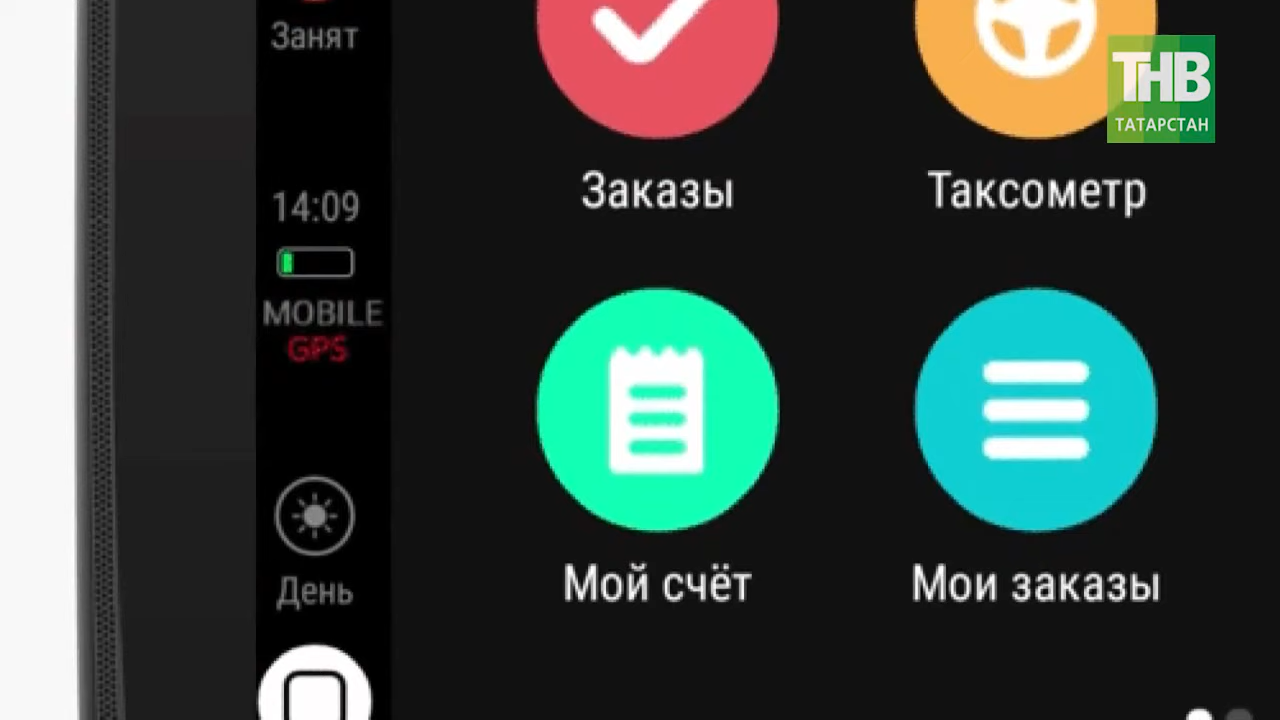 Занят
ТНВ
ТАТАРСТАН
Заказы
Таксометр
14:09
MOBILE
GPS
Мой счёт
Мои заказы
День